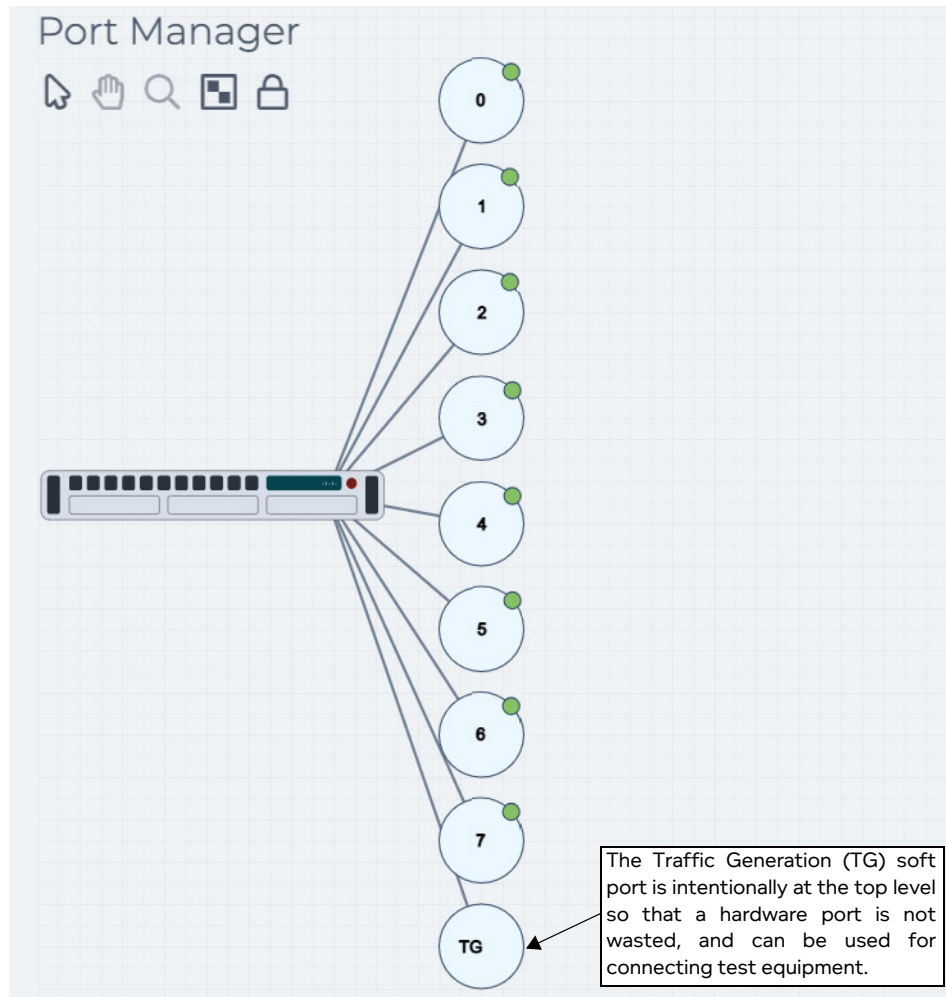 Port Manager
0
1
2
3
4
5
6
7
TG
The Traffic Generation (TG) soft
port is intentionally at the top level
so that a hardware port is not
wasted, and can be used for
connecting test equipment.